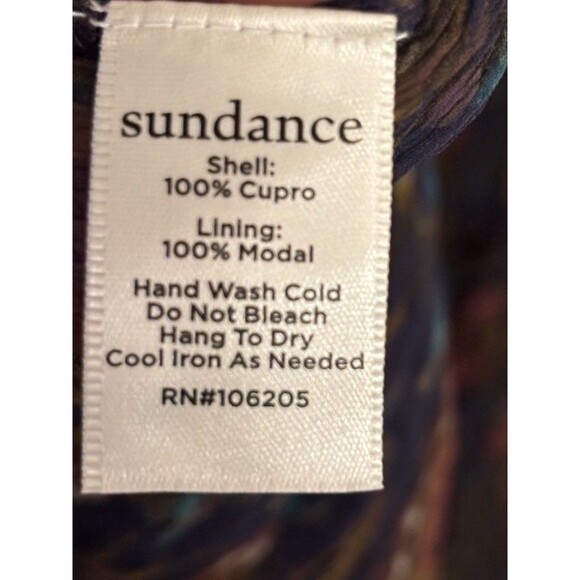 sundance
Shell:
100% Cupro
Lining:
100% Modal
Hand Wash Cold
Do Not Bleach
Hang To Dry
Cool Iron As Needed
RN#106205